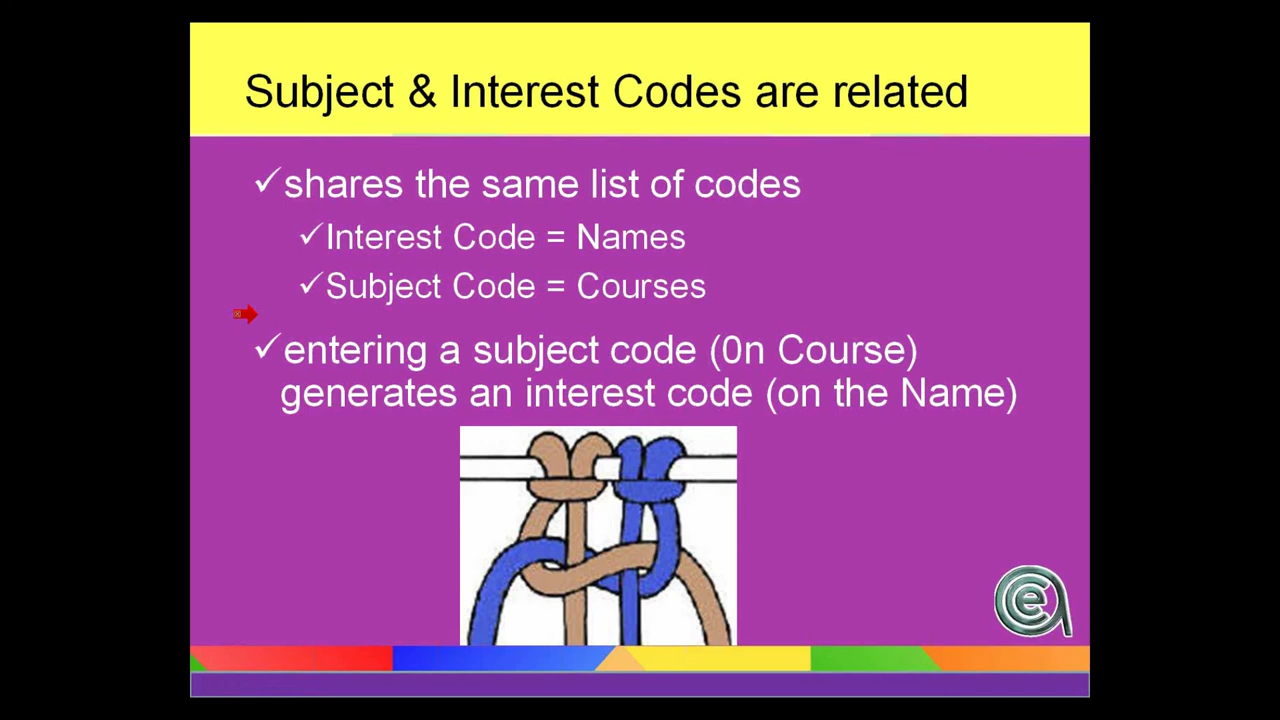 Subject & Interest Codes are related
✓shares the same list of codes
✓Interest Code = Names
✓Subject Code = Courses
✓entering a subject code (0n Course)
generates an interest code (on the Name)